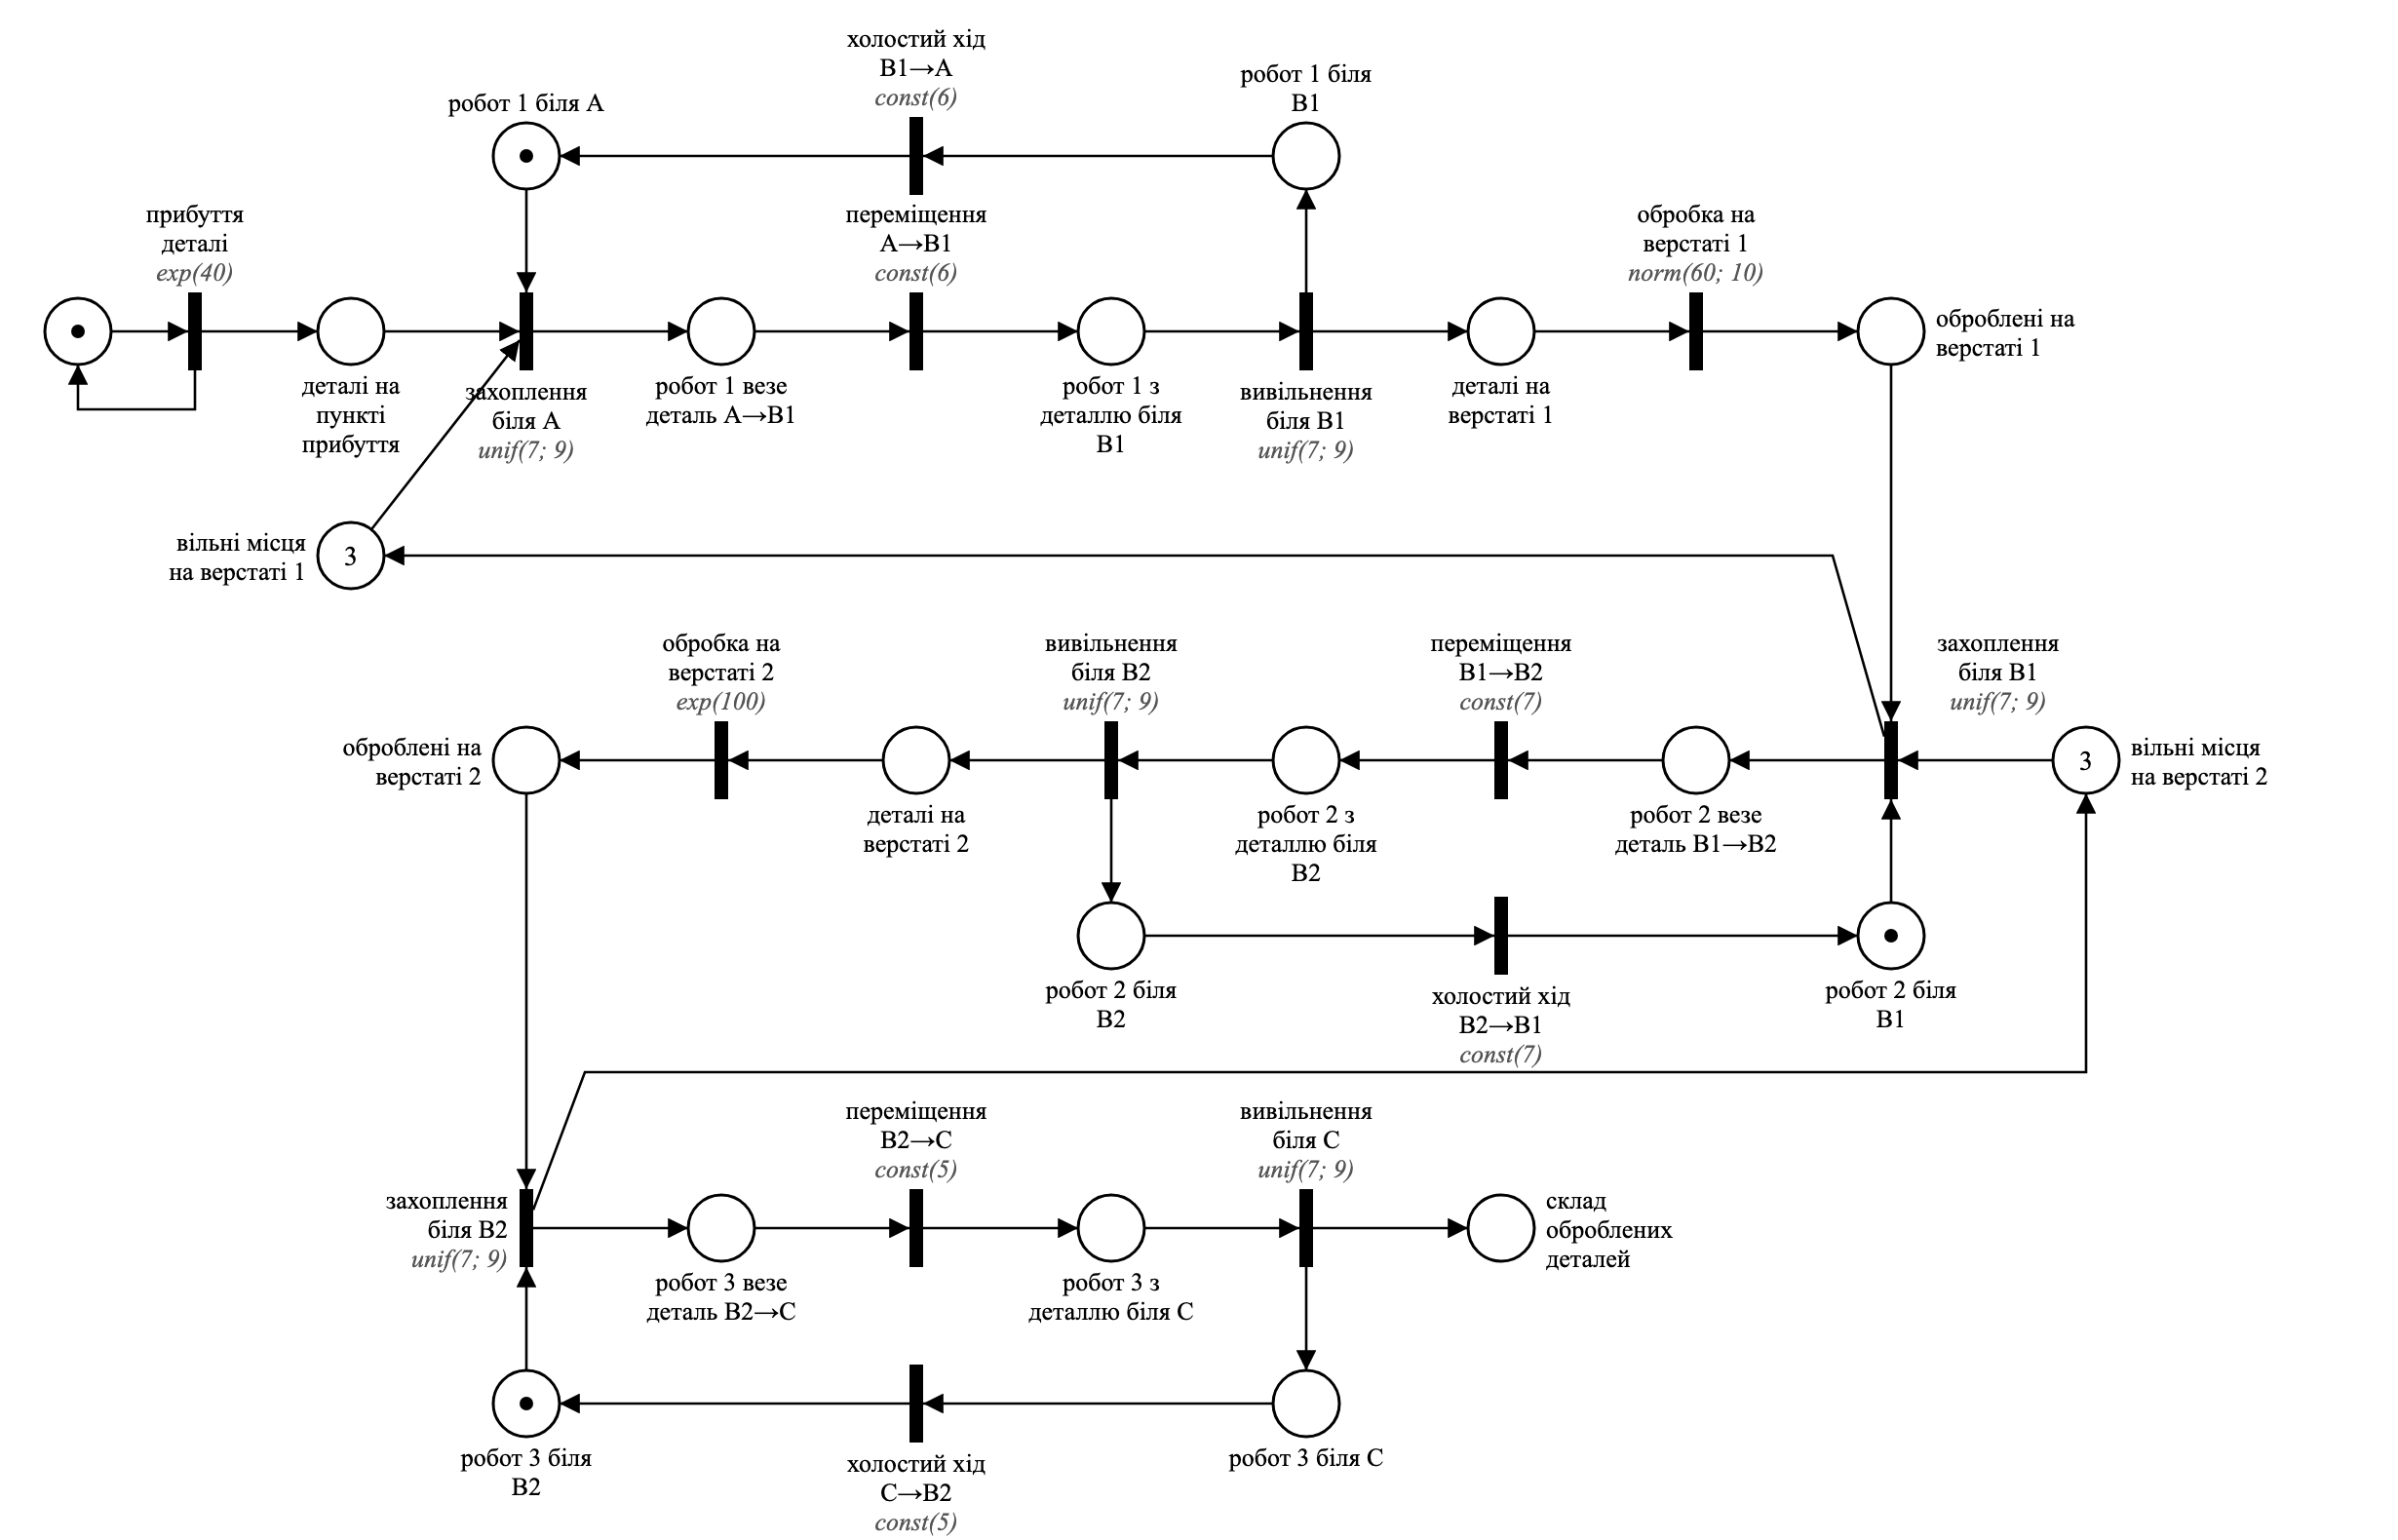 холостий хід
B1→A
const(6)
робот 1 біля A
робот 1 біля
B1
прибуття
деталі
exp(40)
переміщення
A→B1
const(6)
обробка на
верстаті 1
norm(60; 10)
оброблені на
верстаті 1
деталі на
пункті
прибуття
захоплення
біля A
unif(7; 9)
робот 1 везе
деталь A→B1
робот 1 з
деталлю біля
B1
вивільнення
біля B1
unif(7; 9)
деталі на
верстаті 1
вільні місця
на верстаті 1
3
обробка на
верстаті 2
exp(100)
вивільнення
біля B2
unif(7; 9)
переміщення
B1→B2
const(7)
захоплення
біля B1
unif(7; 9)
оброблені на
верстаті 2
3
вільні місця
на верстаті 2
деталі на
верстаті 2
робот 2 з
деталлю біля
B2
робот 2 везе
деталь B1→B2
робот 2 біля
B2
холостий хід
B2→B1
const(7)
робот 2 біля
B1
переміщення
B2→C
const(5)
вивільнення
біля C
unif(7; 9)
захоплення
біля B2
unif(7; 9)
склад
оброблених
деталей
робот 3 везе
деталь B2→C
робот 3 з
деталлю біля C
робот 3 біля
B2
холостий хід
C→B2
const(5)
робот 3 біля C